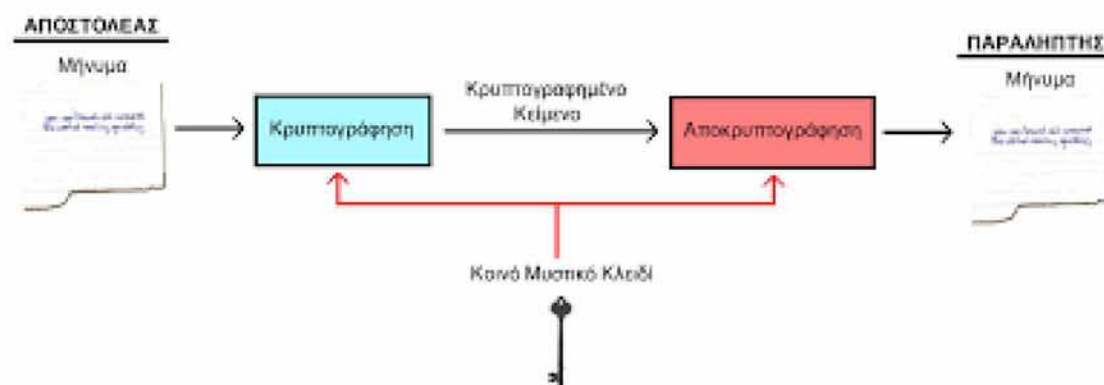 ΑΠΟΣΤΟΛΕΑΣ
Μήνυμα
Κρυπτογράφηση
Κρυπτογραφημένο
Κείμενο
Αποκρυπτογράφηση
ΠΑΡΑΛΗΠΤΗΣ
Μήνυμα
Κοινό Μυστικό Κλειδί